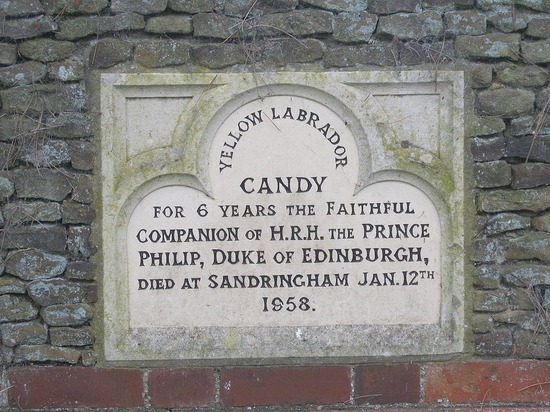 YELLOW LABRADOR
CANDY
FOR 6 YEARS THE FAITHFUL
COMPANION OF H.R.H. THE PRINCE
PHILIP, DUKE OF EDINBURGH,
DIED AT SANDRINGHAM JAN. 12TH
1958.